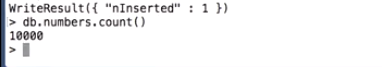 WriteResult({ "nInserted" : 1 })
> db.numbers.count()
10000
>